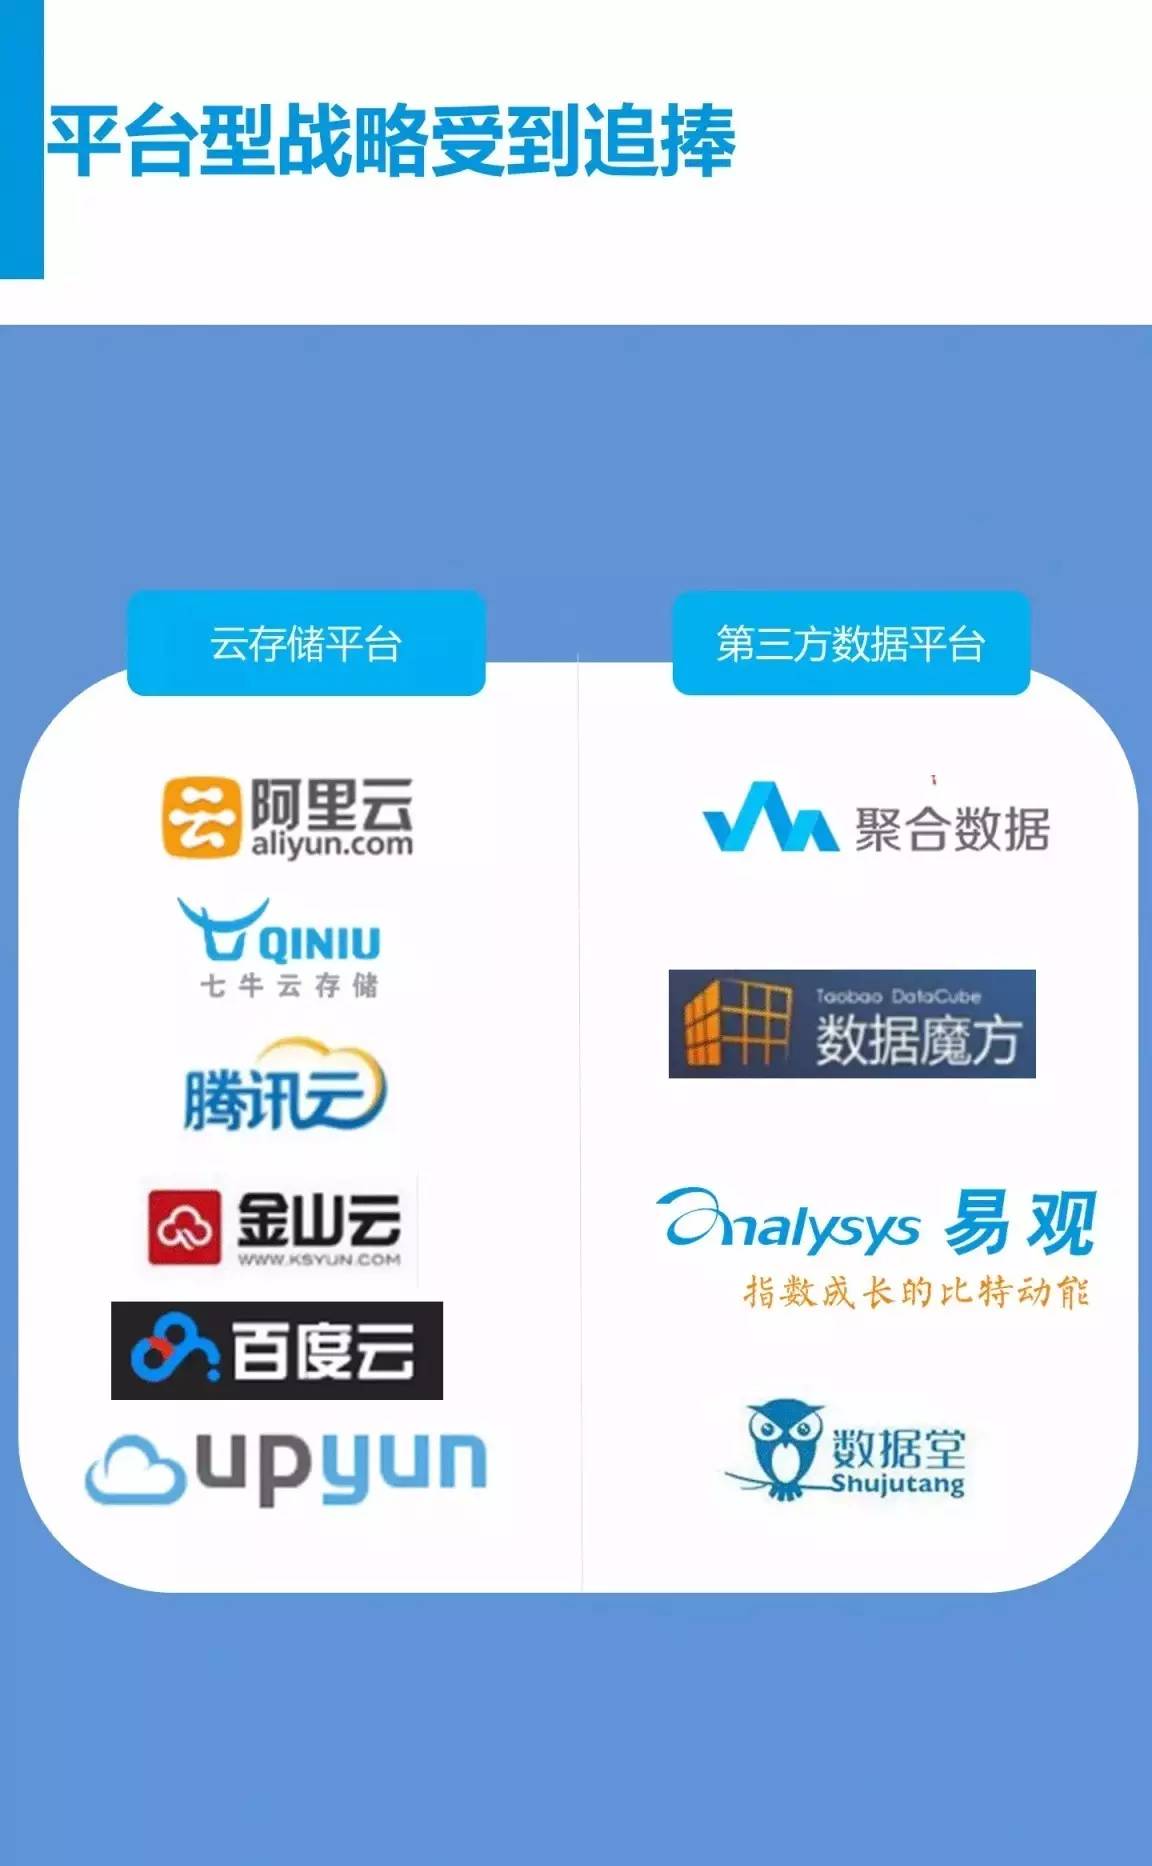 平台型战略受到追捧
云存储平台
阿里云
aliyun.com
QINIU
七牛云存储
腾讯云
金山云
WWW.KSYUN.COM
百度云
upyun
第三方数据平台
聚合数据
Taobao DataCube
数据魔方
analysys 易观
指数成长的比特动能
数据堂
Shujutang